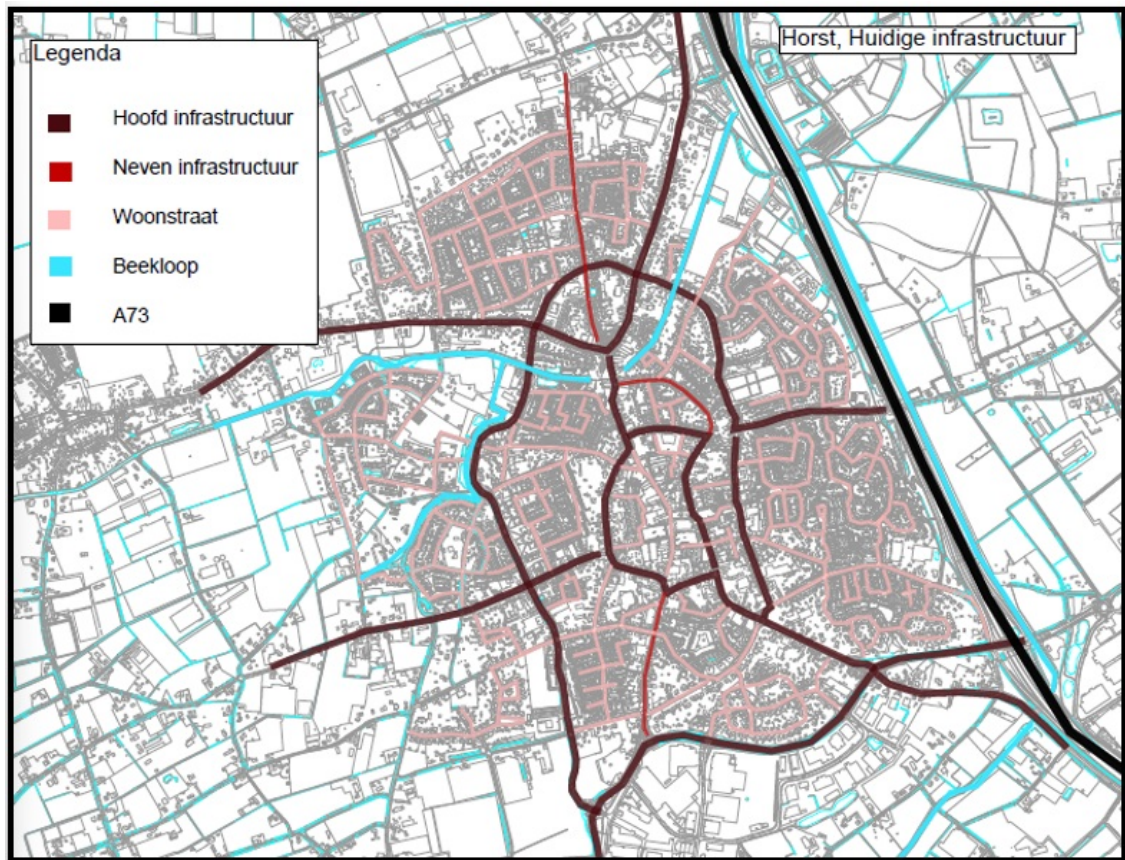 Horst, Huidige infrastructuur
Legenda
Hoofd infrastructuur
Neven infrastructuur
Woonstraat
Beekloop
A73